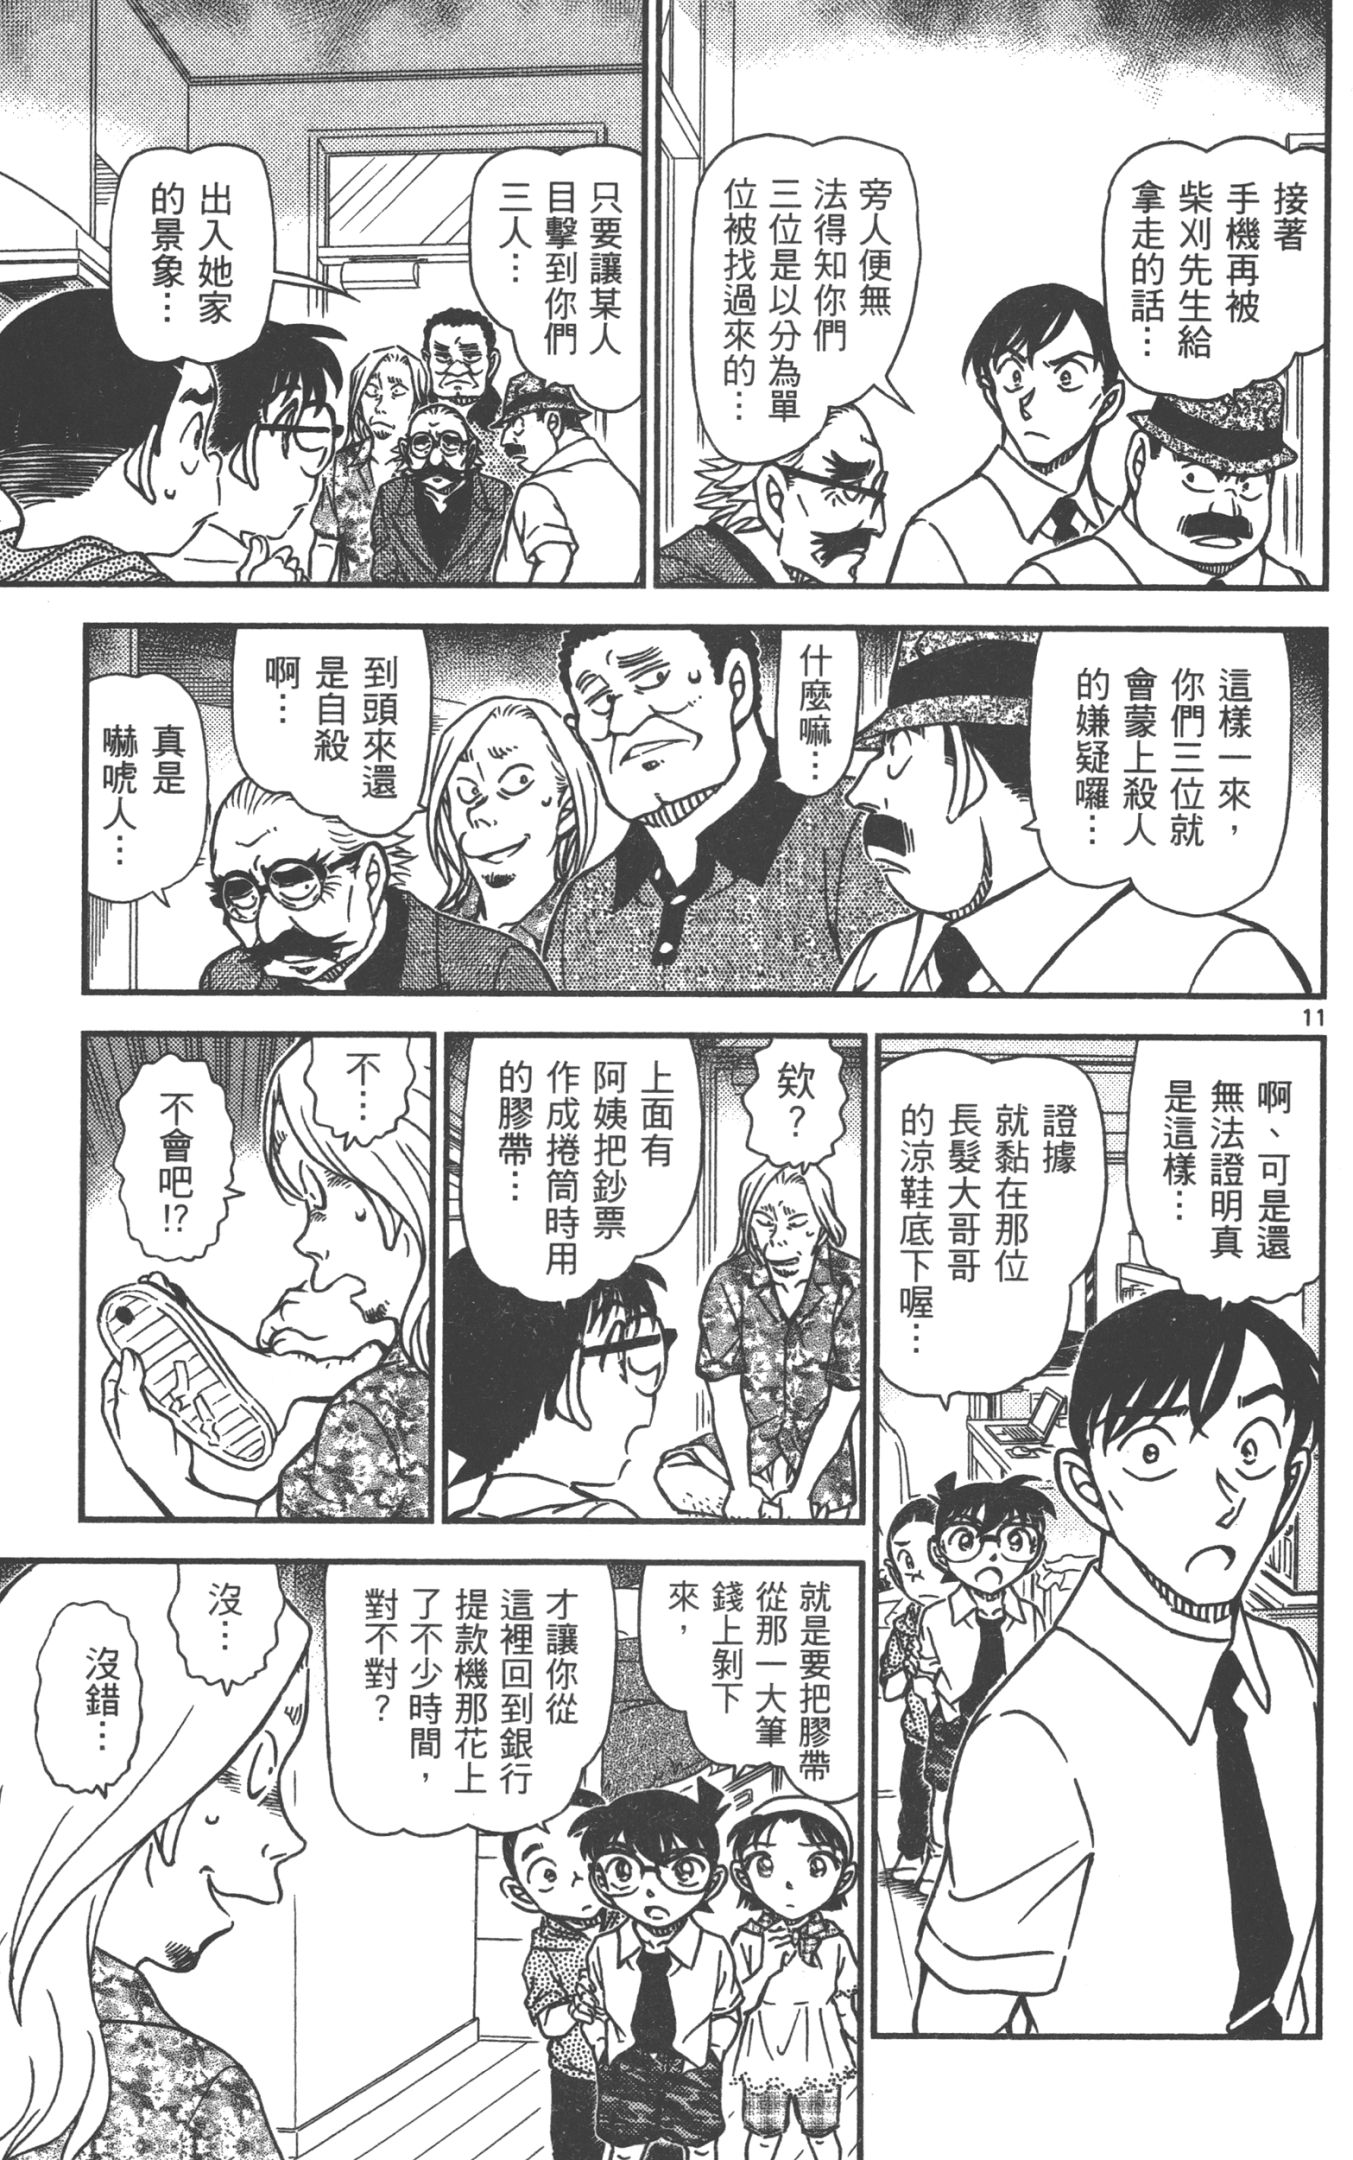 接著
手機再被
柴刈先生給
拿走的話…
旁人便無
法得知你們
三位是以分為單
位被找過來的…
只要讓某人
目擊到你們
三人…
出入她家
的景象…
這樣一來，
你們三位就
會蒙上殺人
的嫌疑囉…
什麼嘛…
到頭來還
是自殺
啊…
真是
嚇唬人…
11
啊、可是還
無法證明真
是這樣…
證據
就黏在那位
長髮大哥哥
的涼鞋底下喔…
欸？
上面有
阿姨把鈔票
作成捲筒時用
的膠帶…
不…
不會吧!?
就是要把膠帶
從那一大筆
錢上剝下
來，
才讓你從
這裡回到銀行
提款機那花上
了不少時間，
對不對？
沒…
沒錯…